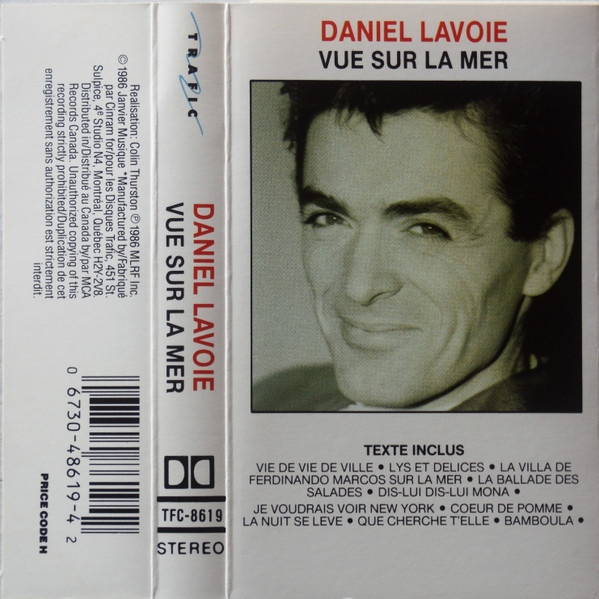 DANIEL LAVOIE
VUE SUR LA MER
TEXTE INCLUS
VIE DE VIE DE VILLE • LYS ET DELICES • LA VILLA DE
FERDINANDO MARCOS SUR LA MER • LA BALLADE DES
SALADES • DIS-LUI DIS-LUI MONA •
JE VOUDRAIS VOIR NEW YORK • COEUR DE POMME •
LA NUIT SE LEVE • QUE CHERCHE T'ELLE • BAMBOULA •
TRAFIC
DANIEL LAVOIE
VUE SUR LA MER
TFC-8619
STEREO
Réalisation: Colin Thurston ℗ 1986 MLRF Inc.
© 1986 Janvier Musique "Manufactured by/Fabriqué
par Cinram for/pour les Disques Trafic, 451 St.
Sulpice, 4e Studio N4, Montréal, Québec H2Y-2V8.
Distributed in/Distribué au Canada by/par MCA
Records Canada. Unauthorized copying of this
recording strictly prohibited/Duplication de cet
enregistrement sans authorization est strictement
interdit.
0 6730-48619-4 2
PRICE CODE H